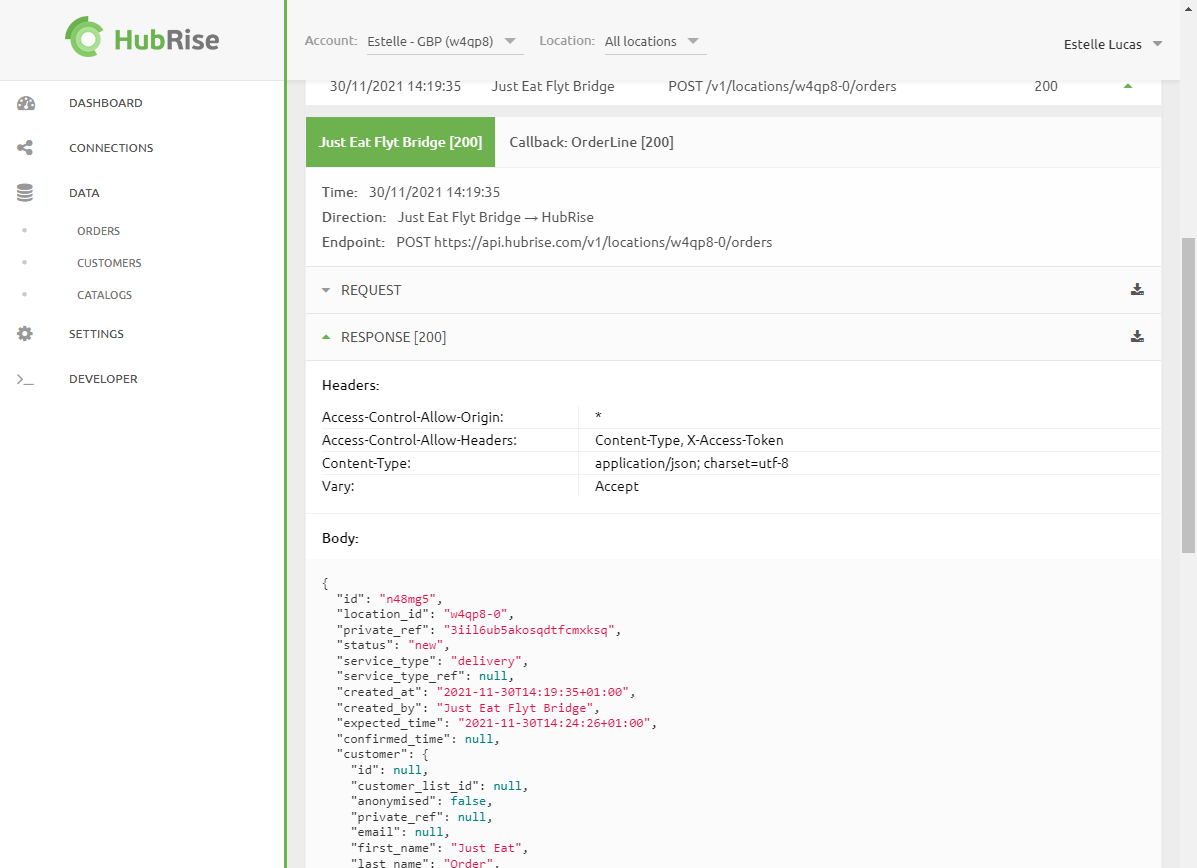 HubRise
Account: Estelle - GBP (w4qp8) Location: All locations Estelle Lucas
DASHBOARD
CONNECTIONS
DATA
ORDERS
CUSTOMERS
CATALOGS
SETTINGS
DEVELOPER
30/11/2021 14:19:35 Just Eat Flyt Bridge POST /v1/locations/w4qp8-0/orders 200
Just Eat Flyt Bridge [200] Callback: OrderLine [200]
Time: 30/11/2021 14:19:35
Direction: Just Eat Flyt Bridge → HubRise
Endpoint: POST https://api.hubrise.com/v1/locations/w4qp8-0/orders
REQUEST
RESPONSE [200]
Headers:
Access-Control-Allow-Origin: *
Access-Control-Allow-Headers: Content-Type, X-Access-Token
Content-Type: application/json; charset=utf-8
Vary: Accept
Body:
{
"id": "n48mg5",
"location_id": "w4qp8-0",
"private_ref": "3iil6ub5akosqdtfcmxksq",
"status": "new",
"service_type": "delivery",
"service_type_ref": null,
"created_at": "2021-11-30T14:19:35+01:00",
"created_by": "Just Eat Flyt Bridge",
"expected_time": "2021-11-30T14:24:26+01:00",
"confirmed_time": null,
"customer": {
"id": null,
"customer_list_id": null,
"anonymised": false,
"private_ref": null,
"email": null,
"first_name": "Just Eat",
"last_name": "Order",